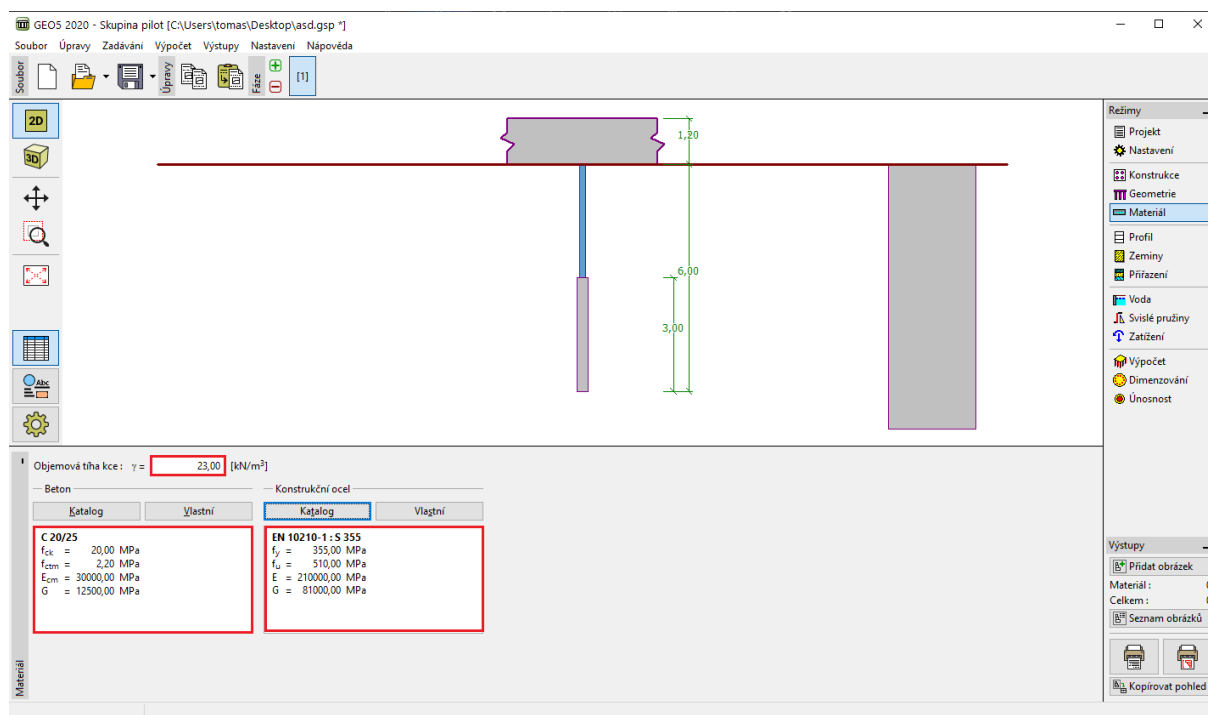 GEO5 2020 - Skupina pilot [C:\Users\tomas\Desktop\asd.gsp *]
Soubor Úpravy Zadávání Výpočet Výstupy Nastavení Nápověda
Soubor
Úpravy
Fáze
[1]
2D
3D
Abc
1,20
6,00
3,00
Režimy
Projekt
Nastavení
Konstrukce
Geometrie
Materiál
Profil
Zeminy
Přiřazení
Voda
Svislé pružiny
Zatížení
Výpočet
Dimenzování
Únosnost
Objemová tíha kce : γ = 23,00 [kN/m³]
Beton
Katalog Vlastní
C 20/25
fck = 20,00 MPa
fctm = 2,20 MPa
Ecm = 30000,00 MPa
G = 12500,00 MPa
Konstrukční ocel
Katalog Vlastní
EN 10210-1 : S 355
fy = 355,00 MPa
fu = 510,00 MPa
E = 210000,00 MPa
G = 81000,00 MPa
Materiál
Výstupy
Přidat obrázek
Materiál :
Celkem :
Seznam obrázků
Kopírovat pohled